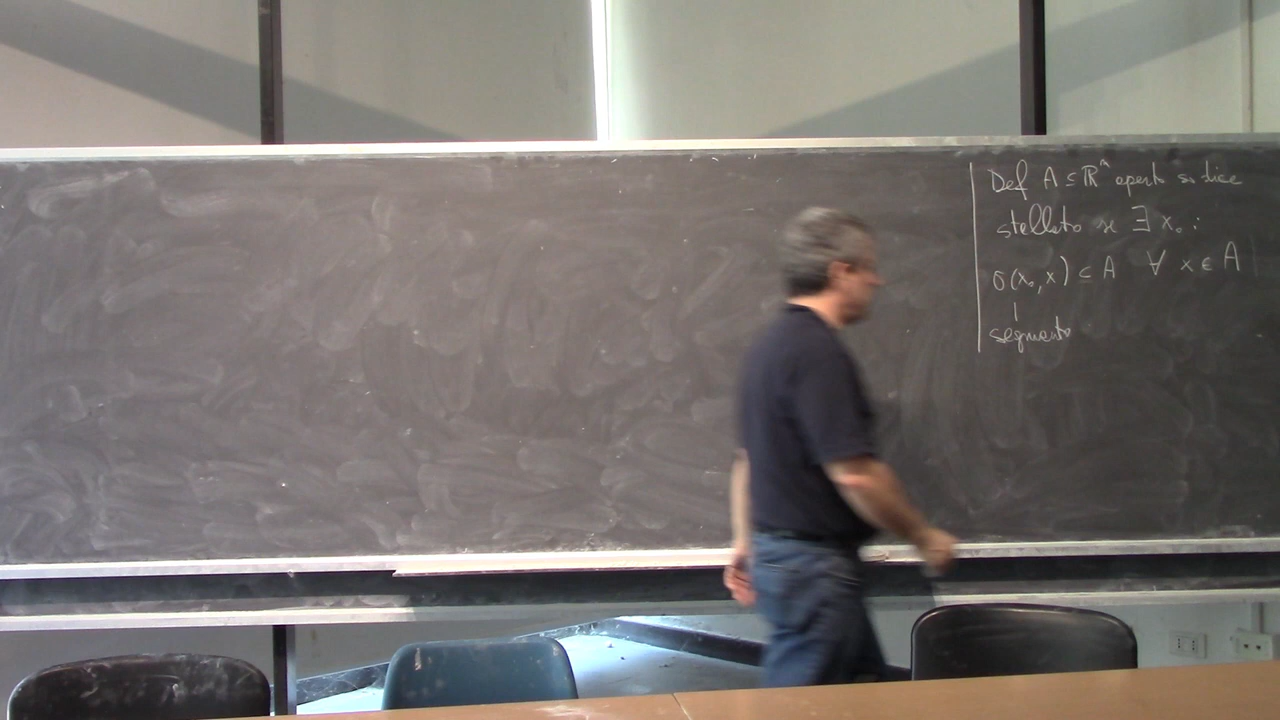 Def A ⊆ ℝⁿ aperto si dice
stellato se ∃ x₀ :
σ(x₀, x) ⊆ A ∀ x ∈ A
segmento